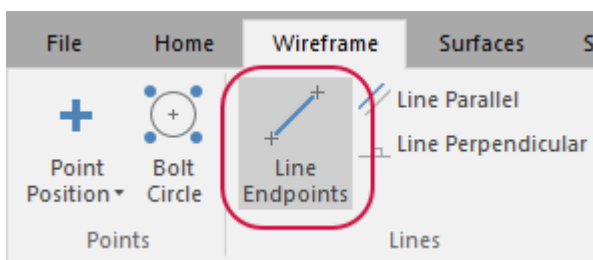 File Home Wireframe Surfaces S
Point Position
Bolt Circle
Line Endpoints
Line Parallel
Line Perpendicular
Points
Lines